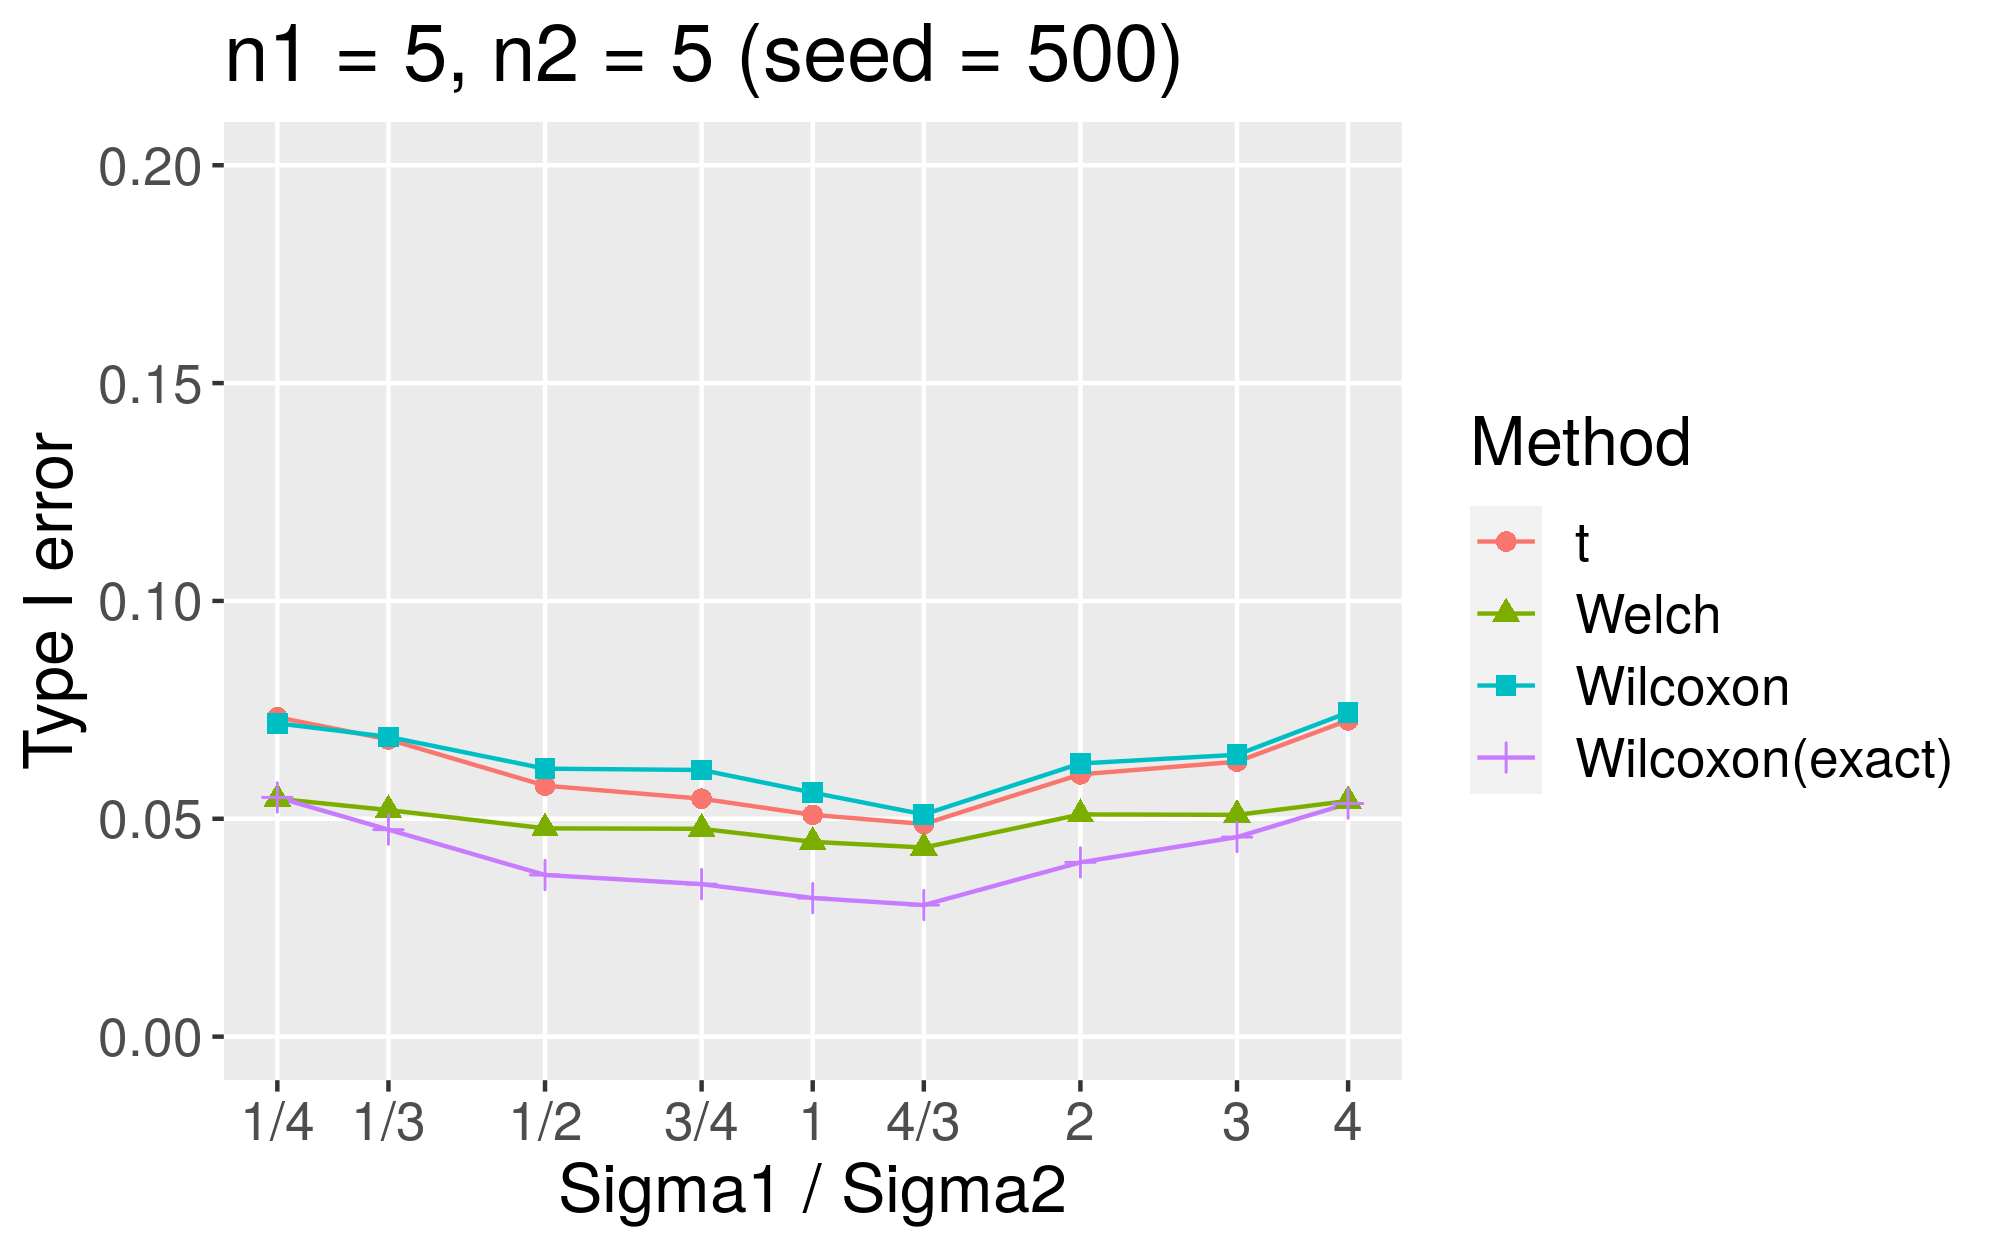 n1 = 5, n2 = 5 (seed = 500)
0.20
0.15
0.10
0.05
0.00
Type I error
1/4 1/3 1/2 3/4 1 4/3 2 3 4
Sigma1 / Sigma2
Method
t
Welch
Wilcoxon
Wilcoxon(exact)